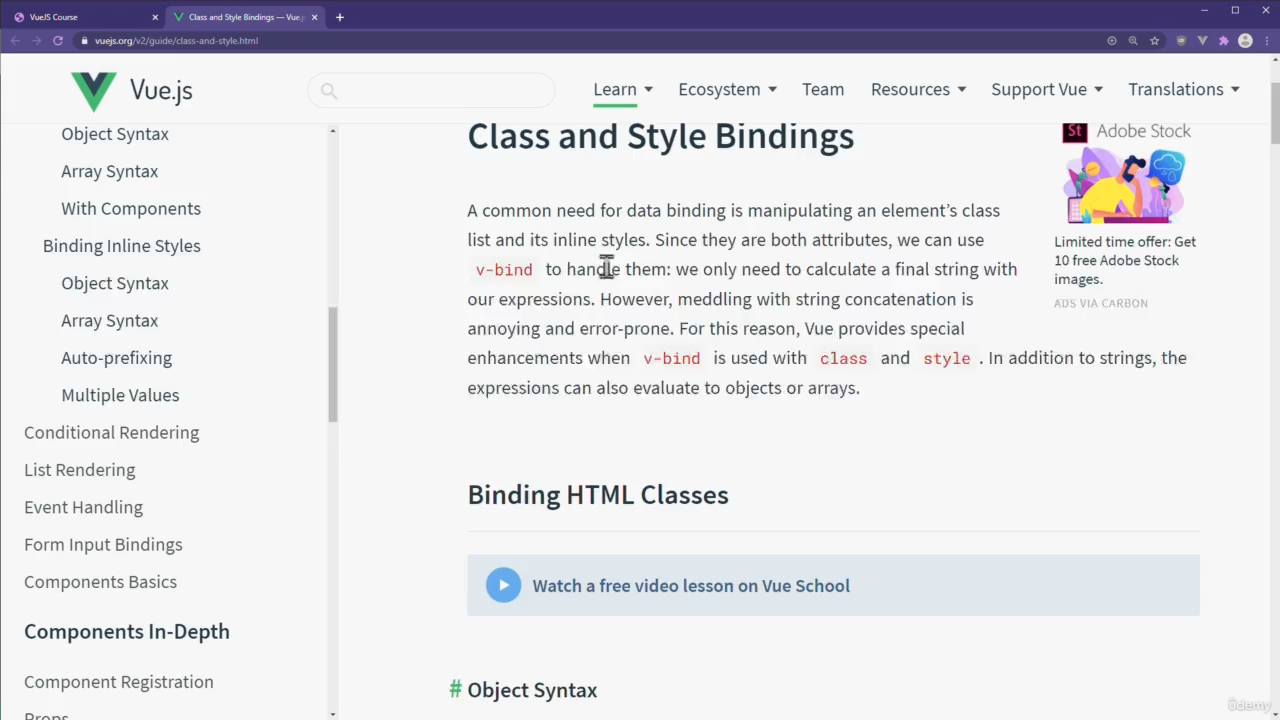 VueJS Course
Class and Style Bindings — Vue.j
vuejs.org/v2/guide/class-and-style.html
Vue.js
Learn
Ecosystem
Team
Resources
Support Vue
Translations
Object Syntax
Array Syntax
With Components
Binding Inline Styles
Object Syntax
Array Syntax
Auto-prefixing
Multiple Values
Conditional Rendering
List Rendering
Event Handling
Form Input Bindings
Components Basics
Components In-Depth
Component Registration
Props
Class and Style Bindings
A common need for data binding is manipulating an element’s class
list and its inline styles. Since they are both attributes, we can use
v-bind to handle them: we only need to calculate a final string with
our expressions. However, meddling with string concatenation is
annoying and error-prone. For this reason, Vue provides special
enhancements when v-bind is used with class and style . In addition to strings, the
expressions can also evaluate to objects or arrays.
St Adobe Stock
Limited time offer: Get
10 free Adobe Stock
images.
ADS VIA CARBON
Binding HTML Classes
Watch a free video lesson on Vue School
# Object Syntax
ûdemy